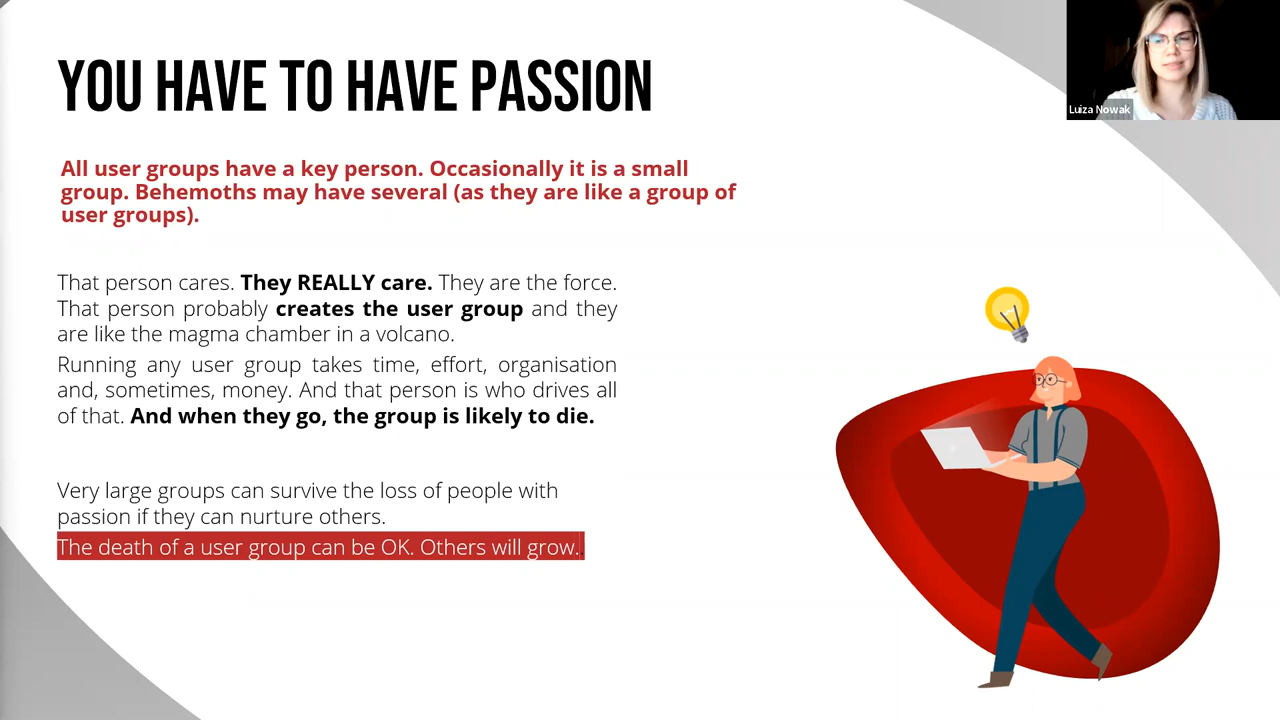 YOU HAVE TO HAVE PASSION
Luiza Nowak
All user groups have a key person. Occasionally it is a small
group. Behemoths may have several (as they are like a group of
user groups).
That person cares. They REALLY care. They are the force.
That person probably creates the user group and they
are like the magma chamber in a volcano.
Running any user group takes time, effort, organisation
and, sometimes, money. And that person is who drives all
of that. And when they go, the group is likely to die.
Very large groups can survive the loss of people with
passion if they can nurture others.
The death of a user group can be OK. Others will grow..